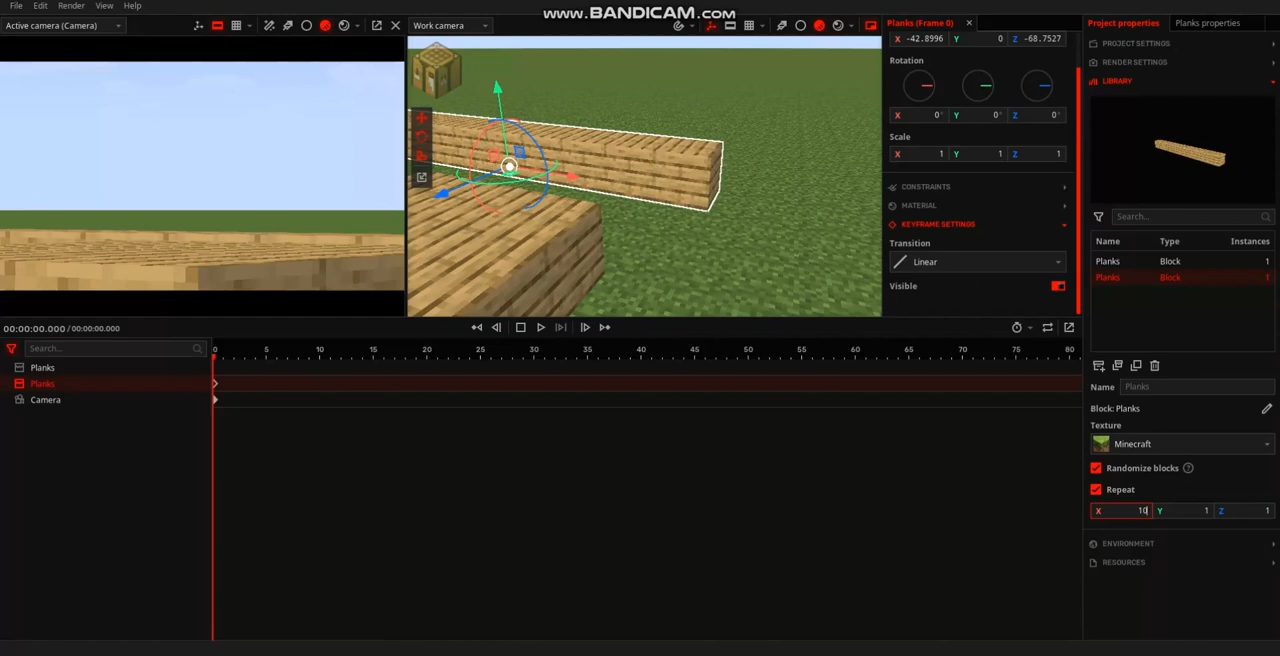 File Edit Render View Help
www.BANDICAM.com
Active camera (Camera)
Work camera
Planks (Frame 0)
X -42.8996 Y 0 Z -68.7527
Rotation
X 0° Y 0° Z 0°
Scale
X 1 Y 1 Z 1
CONSTRAINTS
MATERIAL
KEYFRAME SETTINGS
Transition
Linear
Visible
Project properties Planks properties
PROJECT SETTINGS
RENDER SETTINGS
LIBRARY
Search...
Name Type Instances
Planks Block 1
Planks Block 1
Name Planks
Block: Planks
Texture
Minecraft
Randomize blocks ?
Repeat
X 10 Y 1 Z 1
ENVIRONMENT
RESOURCES
00:00:00.000 / 00:00:00.000
Search...
0 5 10 15 20 25 30 35 40 45 50 55 60 65 70 75 80
Planks
Planks
Camera